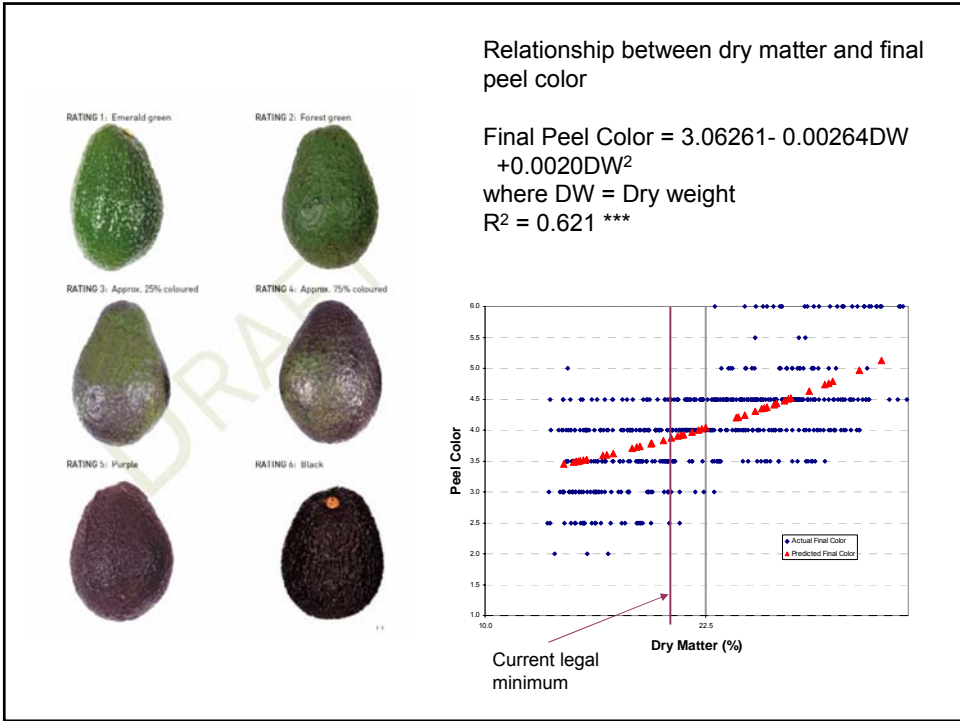 Relationship between dry matter and final
peel color
Final Peel Color = 3.06261- 0.00264DW
+0.0020DW²
where DW = Dry weight
R² = 0.621 ***
RATING 1: Emerald green
RATING 2: Forest green
RATING 3: Approx. 25% coloured
RATING 4: Approx. 75% coloured
RATING 5: Purple
RATING 6: Black
DRAFT
6.0
5.5
5.0
4.5
4.0
3.5
3.0
2.5
2.0
1.5
1.0
Peel Color
Actual Final Color
Predicted Final Color
10.0
22.5
Dry Matter (%)
Current legal
minimum